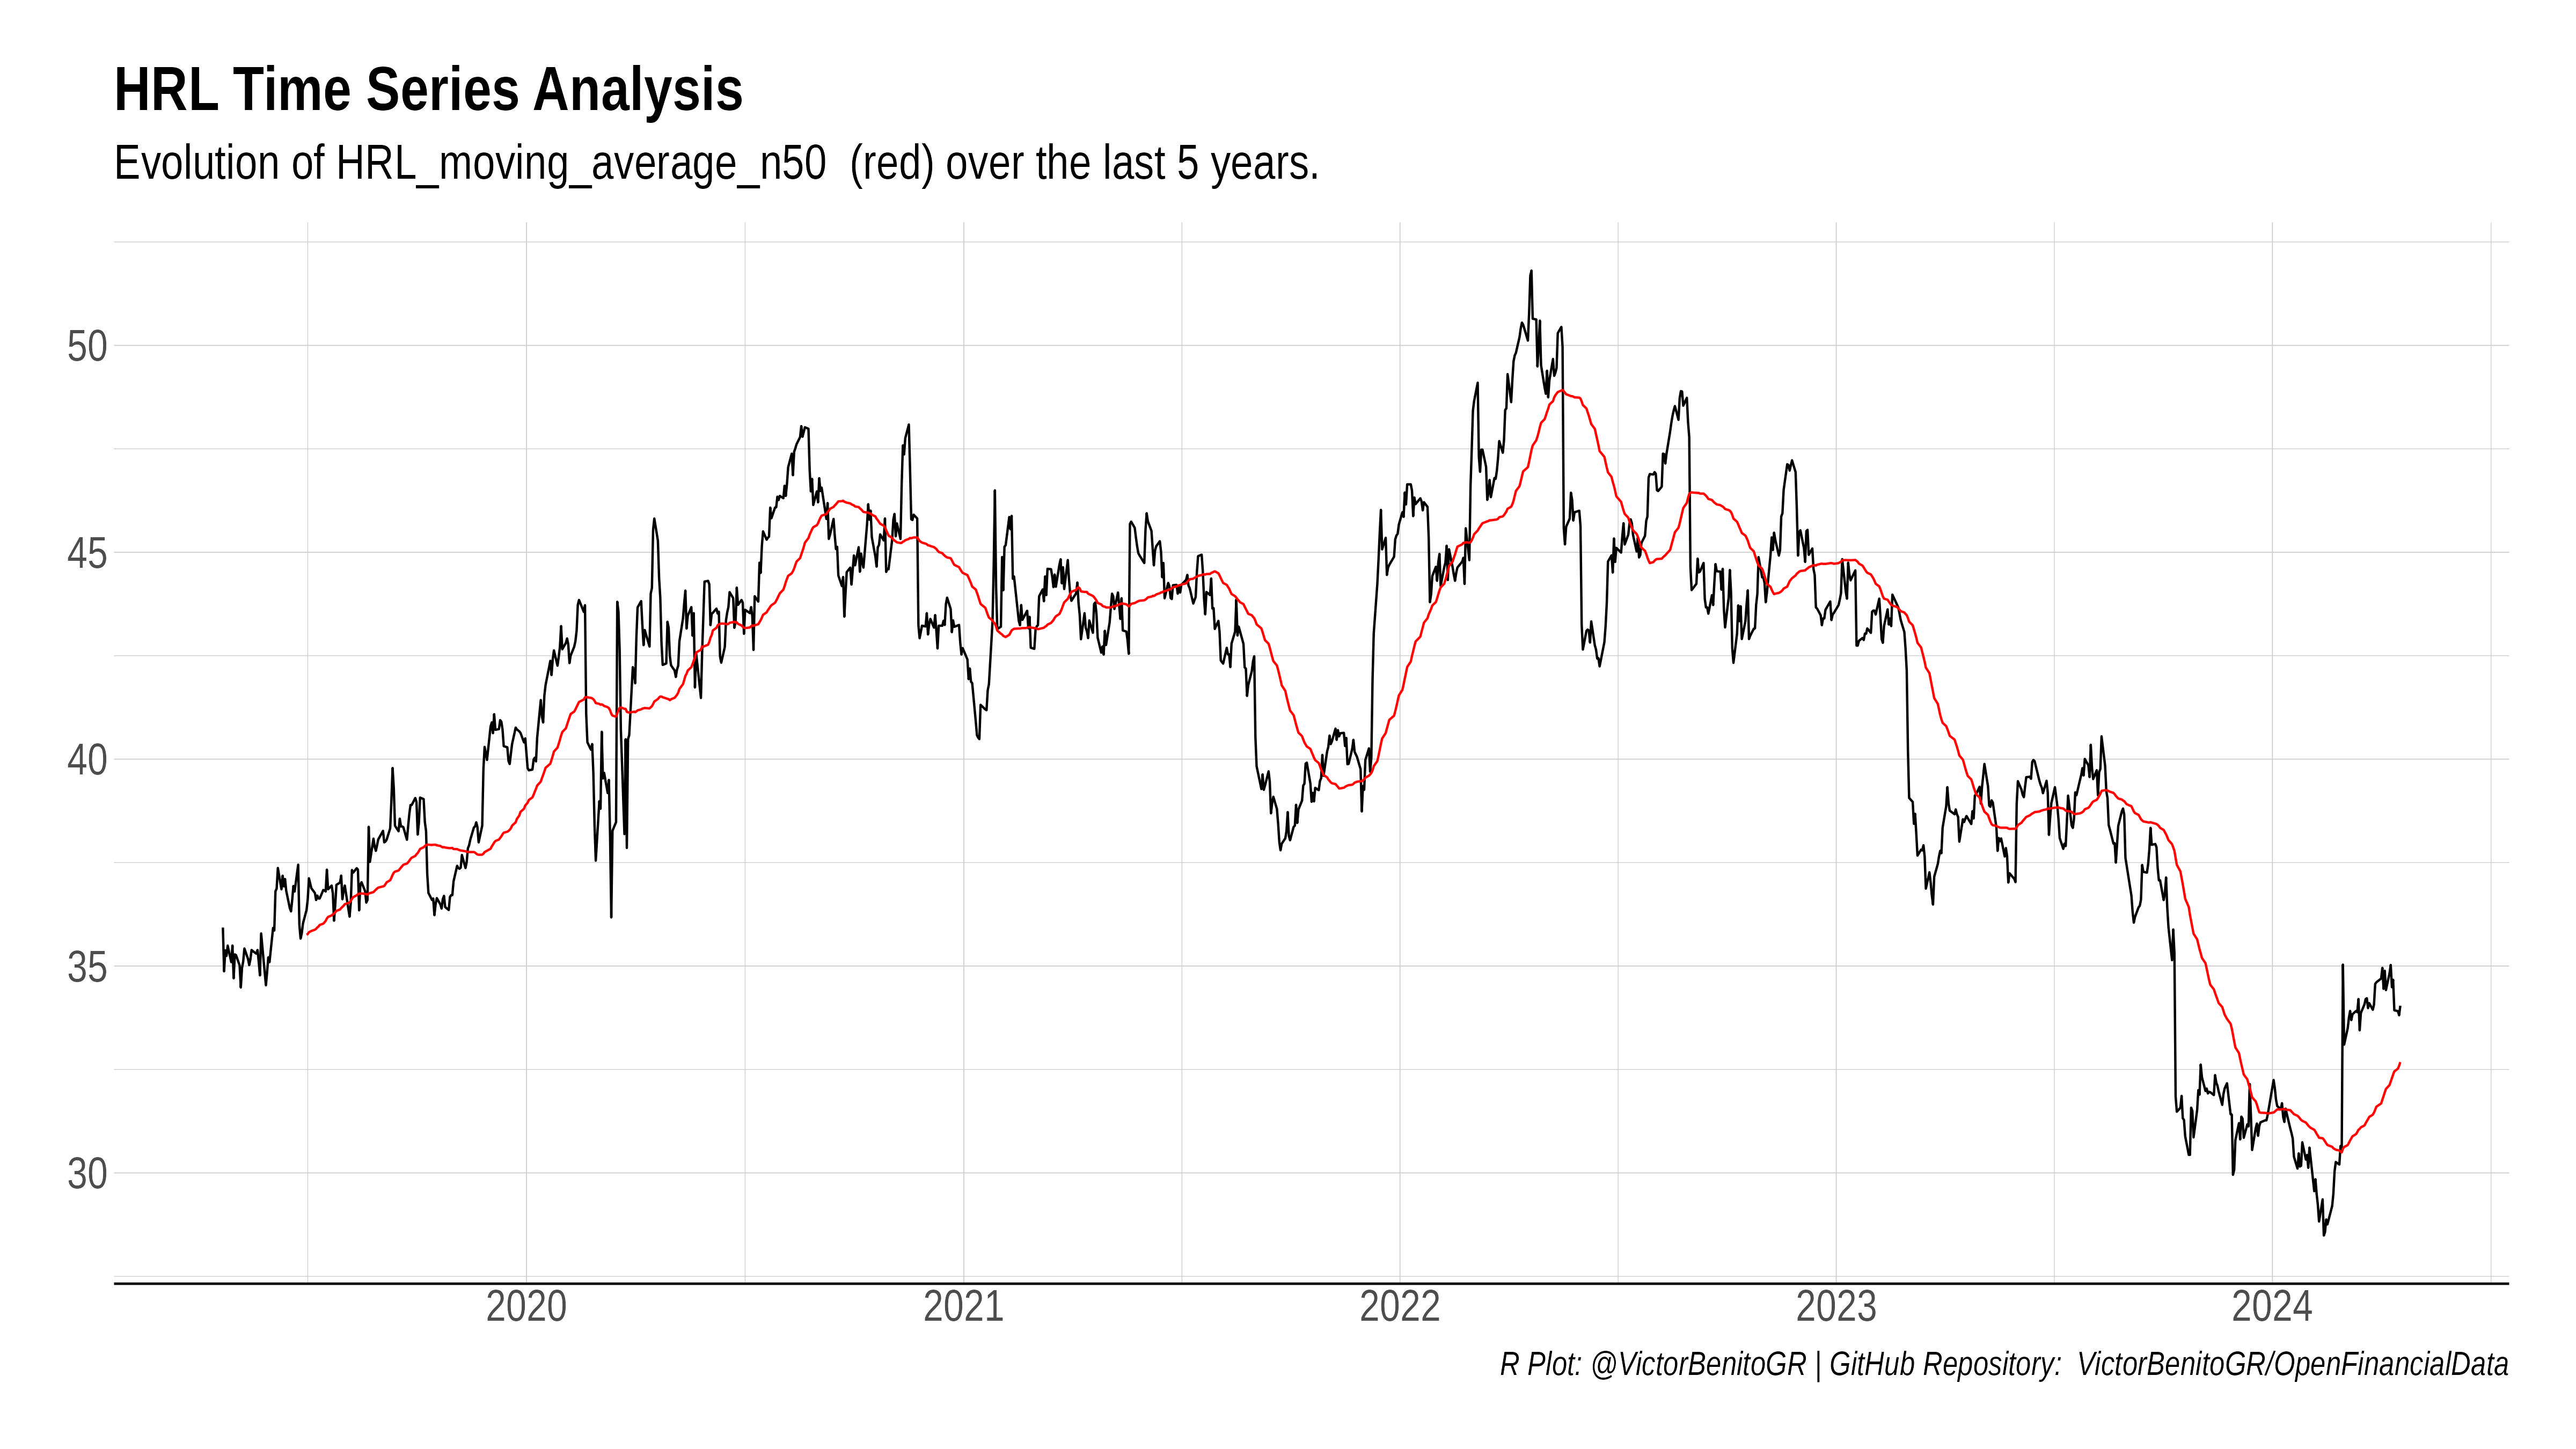 HRL Time Series Analysis
Evolution of HRL_moving_average_n50  (red) over the last 5 years.
50
45
40
35
30
2020 2021 2022 2023 2024
R Plot: @VictorBenitoGR | GitHub Repository:  VictorBenitoGR/OpenFinancialData